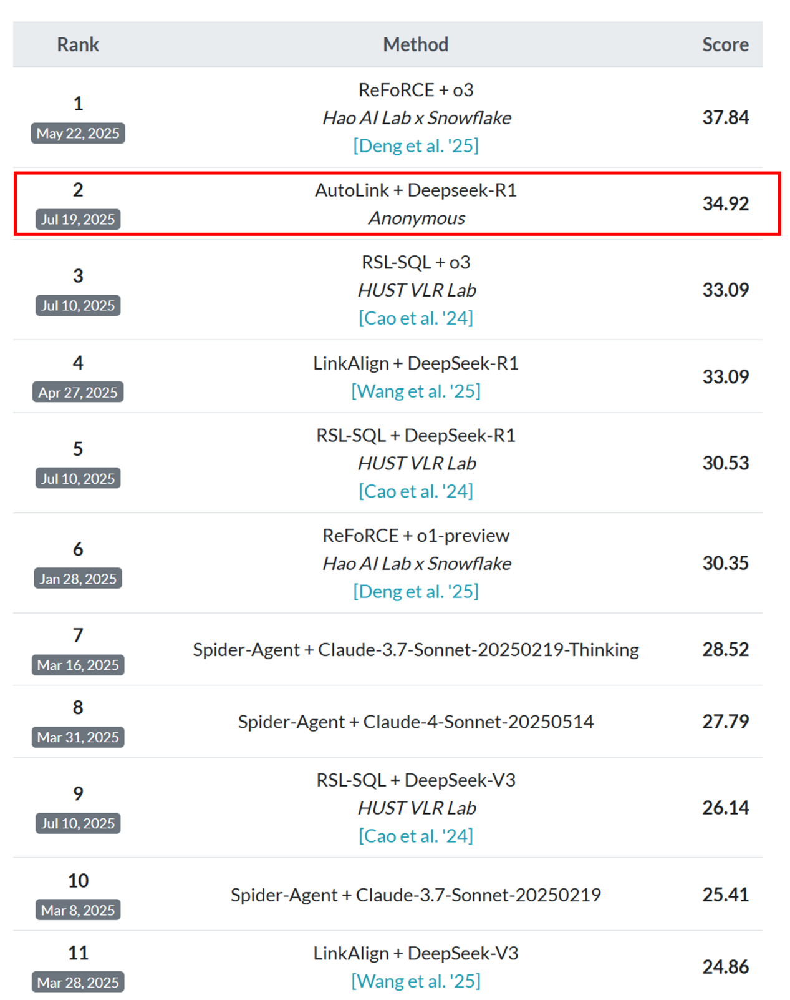 Rank Method Score
1
May 22, 2025
ReFoRCE + o3
Hao AI Lab x Snowflake
[Deng et al. '25]
37.84
2
Jul 19, 2025
AutoLink + Deepseek-R1
Anonymous
34.92
3
Jul 10, 2025
RSL-SQL + o3
HUST VLR Lab
[Cao et al. '24]
33.09
4
Apr 27, 2025
LinkAlign + DeepSeek-R1
[Wang et al. '25]
33.09
5
Jul 10, 2025
RSL-SQL + DeepSeek-R1
HUST VLR Lab
[Cao et al. '24]
30.53
6
Jan 28, 2025
ReFoRCE + o1-preview
Hao AI Lab x Snowflake
[Deng et al. '25]
30.35
7
Mar 16, 2025
Spider-Agent + Claude-3.7-Sonnet-20250219-Thinking
28.52
8
Mar 31, 2025
Spider-Agent + Claude-4-Sonnet-20250514
27.79
9
Jul 10, 2025
RSL-SQL + DeepSeek-V3
HUST VLR Lab
[Cao et al. '24]
26.14
10
Mar 8, 2025
Spider-Agent + Claude-3.7-Sonnet-20250219
25.41
11
Mar 28, 2025
LinkAlign + DeepSeek-V3
[Wang et al. '25]
24.86